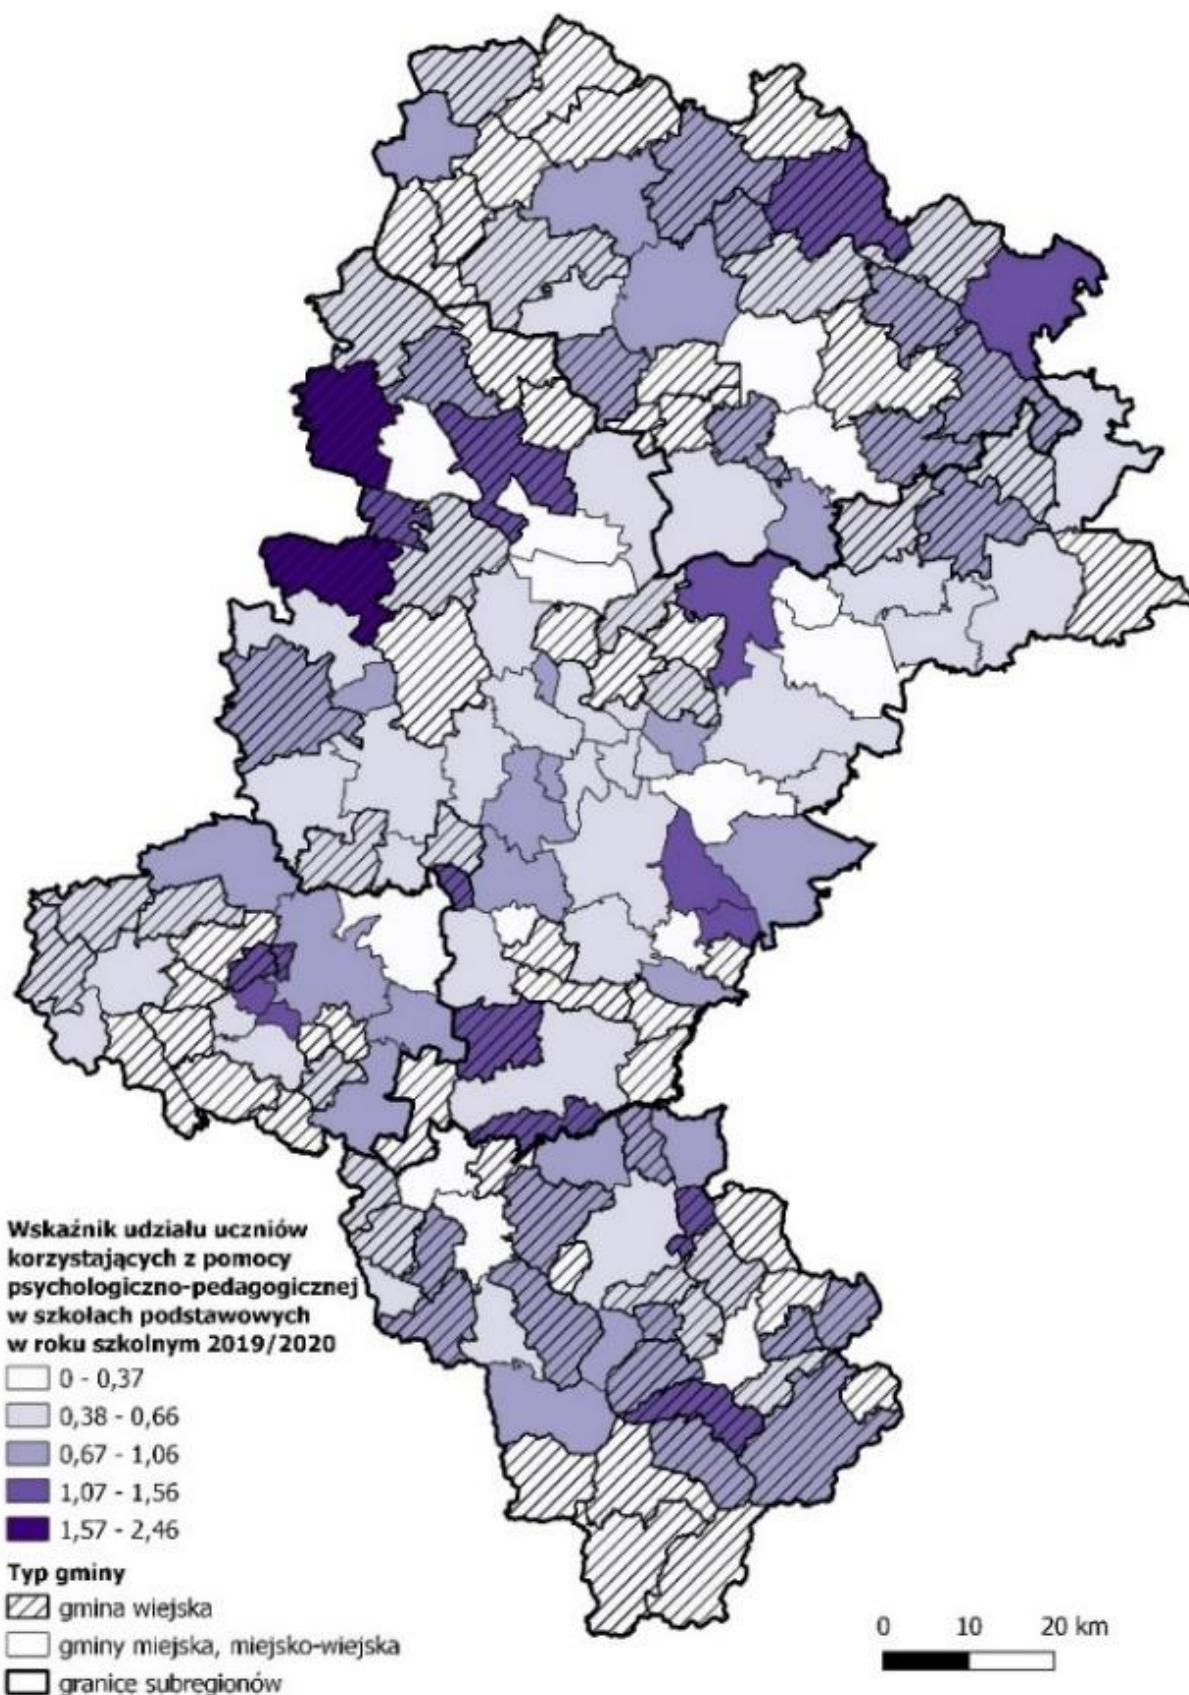 Wskaźnik udziału uczniów
korzystających z pomocy
psychologiczno-pedagogicznej
w szkołach podstawowych
w roku szkolnym 2019/2020
0 - 0,37
0,38 - 0,66
0,67 - 1,06
1,07 - 1,56
1,57 - 2,46
Typ gminy
gmina wiejska
gminy miejska, miejsko-wiejska
granice subregionów
0 10 20 km